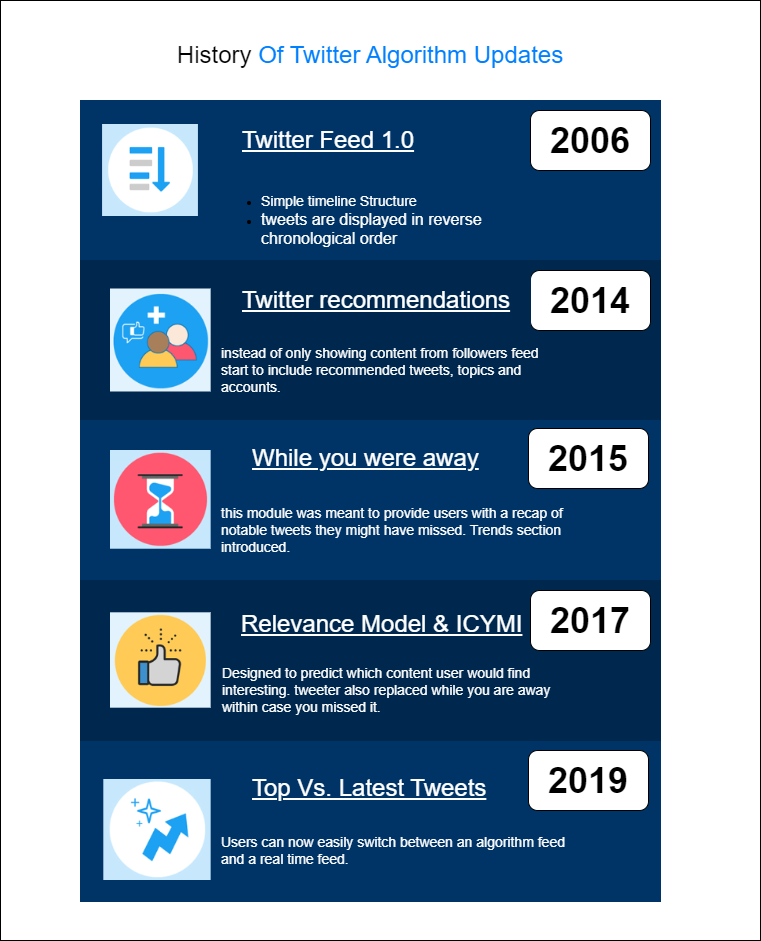 History Of Twitter Algorithm Updates
Twitter Feed 1.0
2006
Simple timeline Structure
tweets are displayed in reverse
chronological order
Twitter recommendations
2014
instead of only showing content from followers feed
start to include recommended tweets, topics and
accounts.
While you were away
2015
this module was meant to provide users with a recap of
notable tweets they might have missed. Trends section
introduced.
Relevance Model & ICYMI
2017
Designed to predict which content user would find
interesting. tweeter also replaced while you are away
within case you missed it.
Top Vs. Latest Tweets
2019
Users can now easily switch between an algorithm feed
and a real time feed.